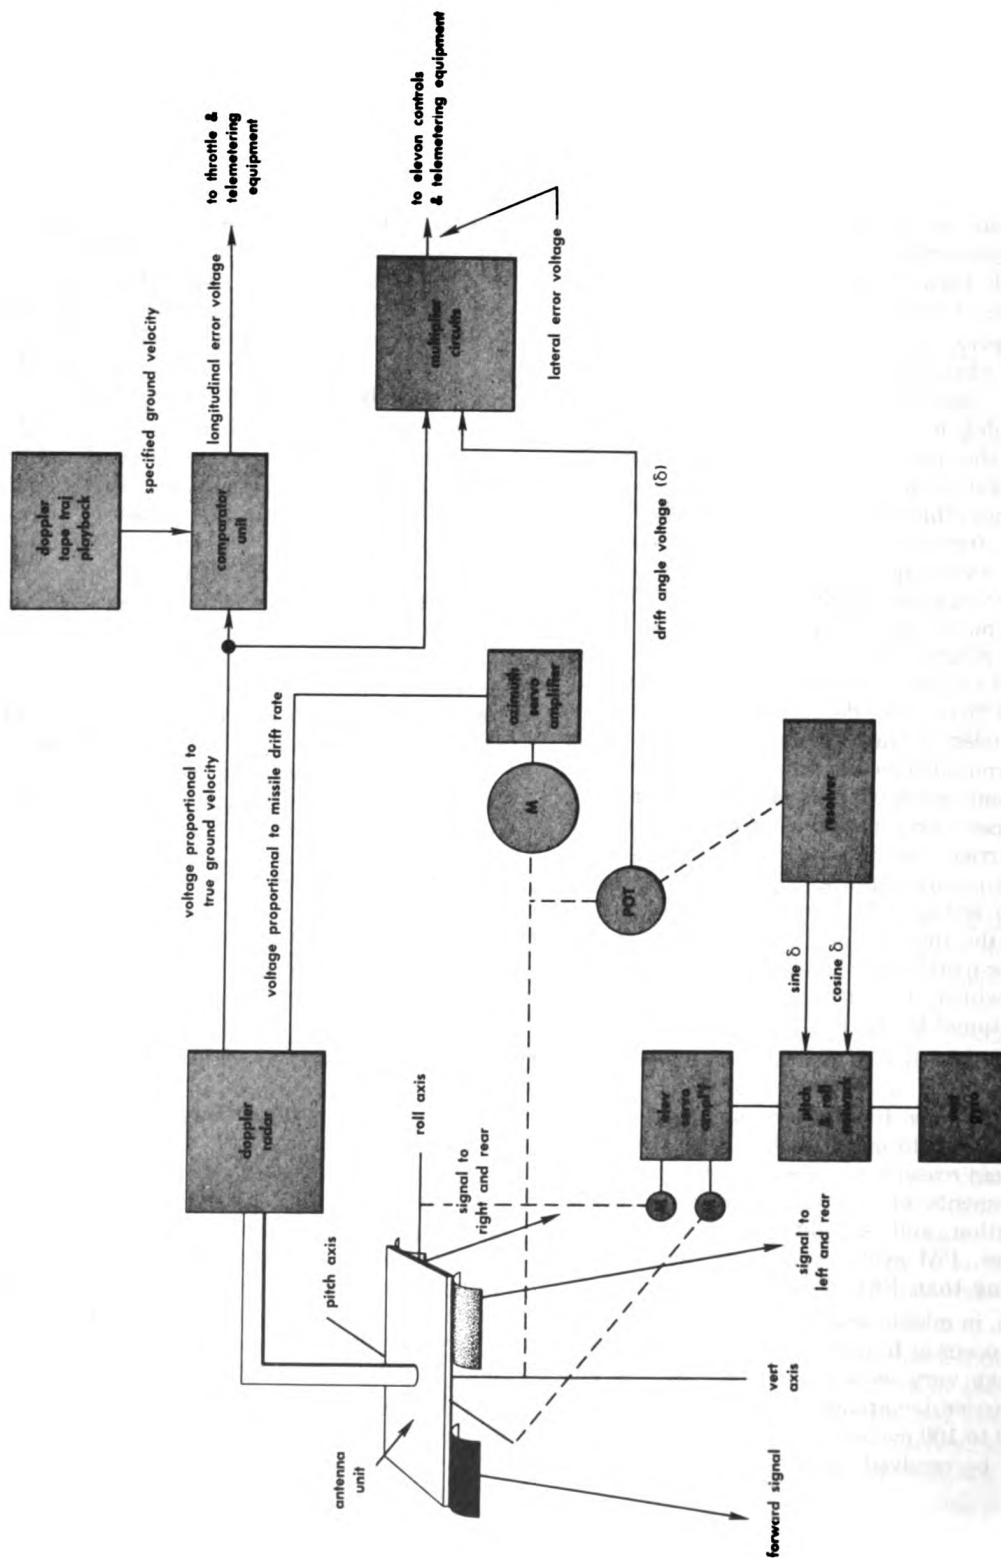 doppler
tape traj
playback
specified ground velocity
comparator
unit
longitudinal error voltage
to throttle &
telemetering
equipment
voltage proportional to
true ground velocity
voltage proportional to missile drift rate
doppler
radar
azimuth
servo
amplifier
M
multiplier
circuits
to elevon controls
& telemetering equipment
lateral error voltage
drift angle voltage (δ)
POT
resolver
sine δ
cosine δ
pitch
& roll
network
elev
servo
ampl'f
M
M
gyro
pitch axis
roll axis
signal to
right and rear
antenna
unit
signal to
left and rear
vert
axis
forward signal